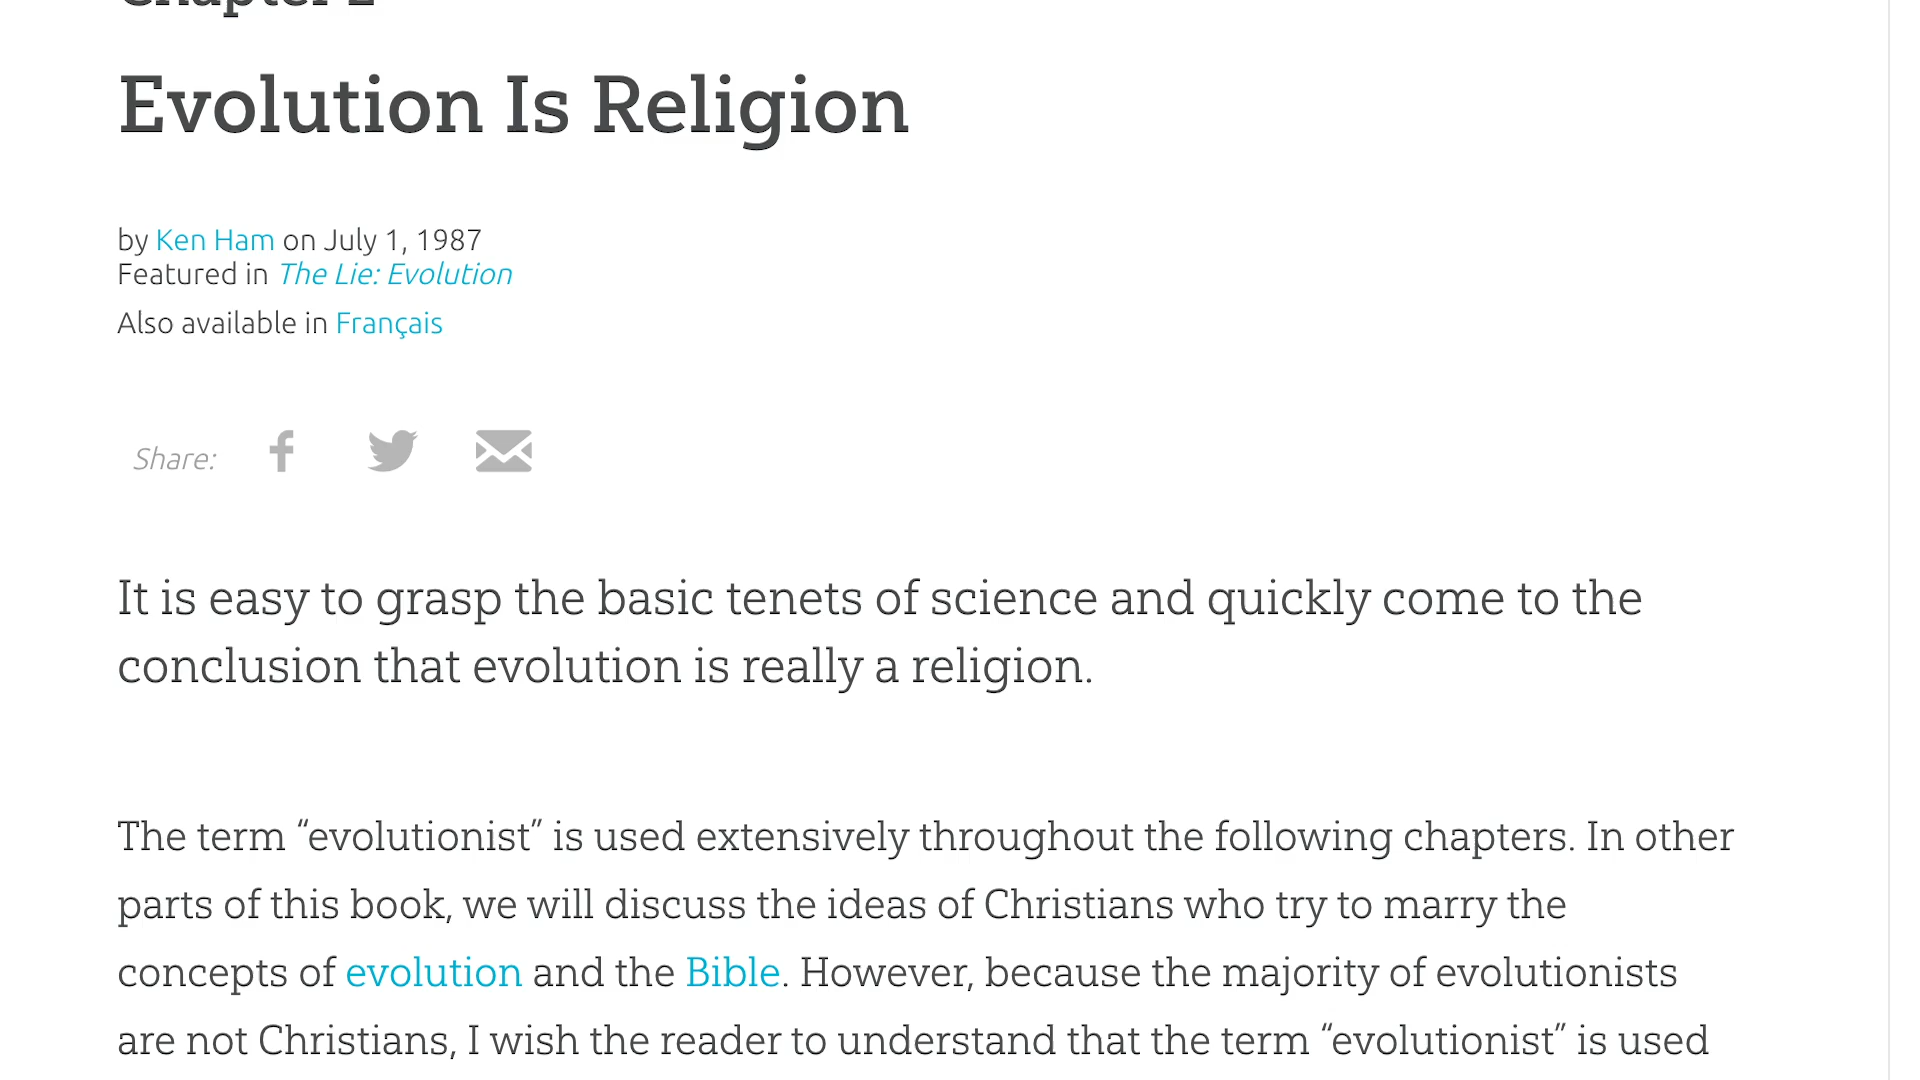 Evolution Is Religion
by Ken Ham on July 1, 1987
Featured in The Lie: Evolution
Also available in Français
Share:
It is easy to grasp the basic tenets of science and quickly come to the
conclusion that evolution is really a religion.
The term “evolutionist” is used extensively throughout the following chapters. In other
parts of this book, we will discuss the ideas of Christians who try to marry the
concepts of evolution and the Bible. However, because the majority of evolutionists
are not Christians, I wish the reader to understand that the term “evolutionist” is used